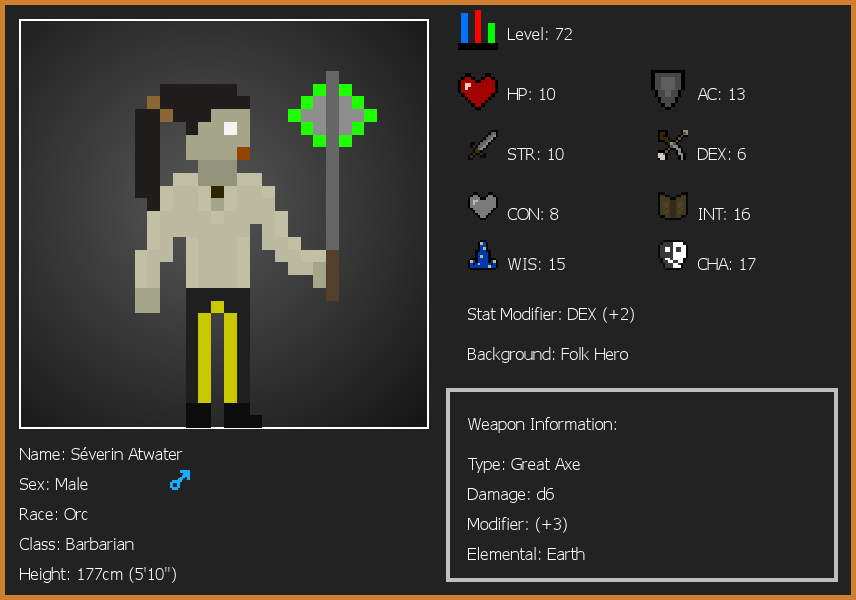 Level: 72
HP: 10
AC: 13
STR: 10
DEX: 6
CON: 8
INT: 16
WIS: 15
CHA: 17
Stat Modifier: DEX (+2)
Background: Folk Hero
Weapon Information:
Type: Great Axe
Damage: d6
Modifier: (+3)
Elemental: Earth
Name: Séverin Atwater
Sex: Male
Race: Orc
Class: Barbarian
Height: 177cm (5'10")